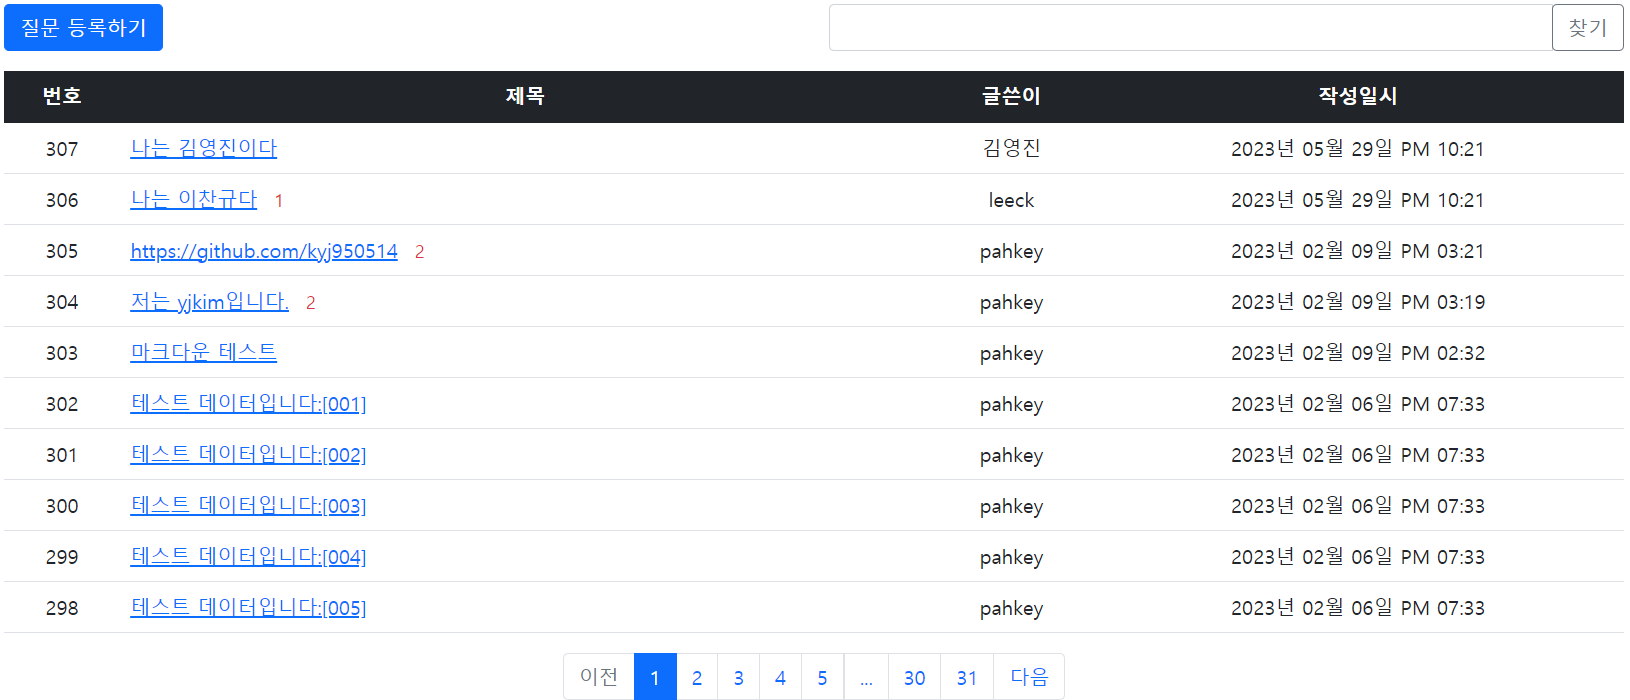 질문 등록하기 찾기
번호 제목 글쓴이 작성일시
307 나는 김영진이다 김영진 2023년 05월 29일 PM 10:21
306 나는 이찬규다 1 leeck 2023년 05월 29일 PM 10:21
305 https://github.com/kyj950514 2 pahkey 2023년 02월 09일 PM 03:21
304 저는 yjkim입니다. 2 pahkey 2023년 02월 09일 PM 03:19
303 마크다운 테스트 pahkey 2023년 02월 09일 PM 02:32
302 테스트 데이터입니다:[001] pahkey 2023년 02월 06일 PM 07:33
301 테스트 데이터입니다:[002] pahkey 2023년 02월 06일 PM 07:33
300 테스트 데이터입니다:[003] pahkey 2023년 02월 06일 PM 07:33
299 테스트 데이터입니다:[004] pahkey 2023년 02월 06일 PM 07:33
298 테스트 데이터입니다:[005] pahkey 2023년 02월 06일 PM 07:33
이전 1 2 3 4 5 ... 30 31 다음